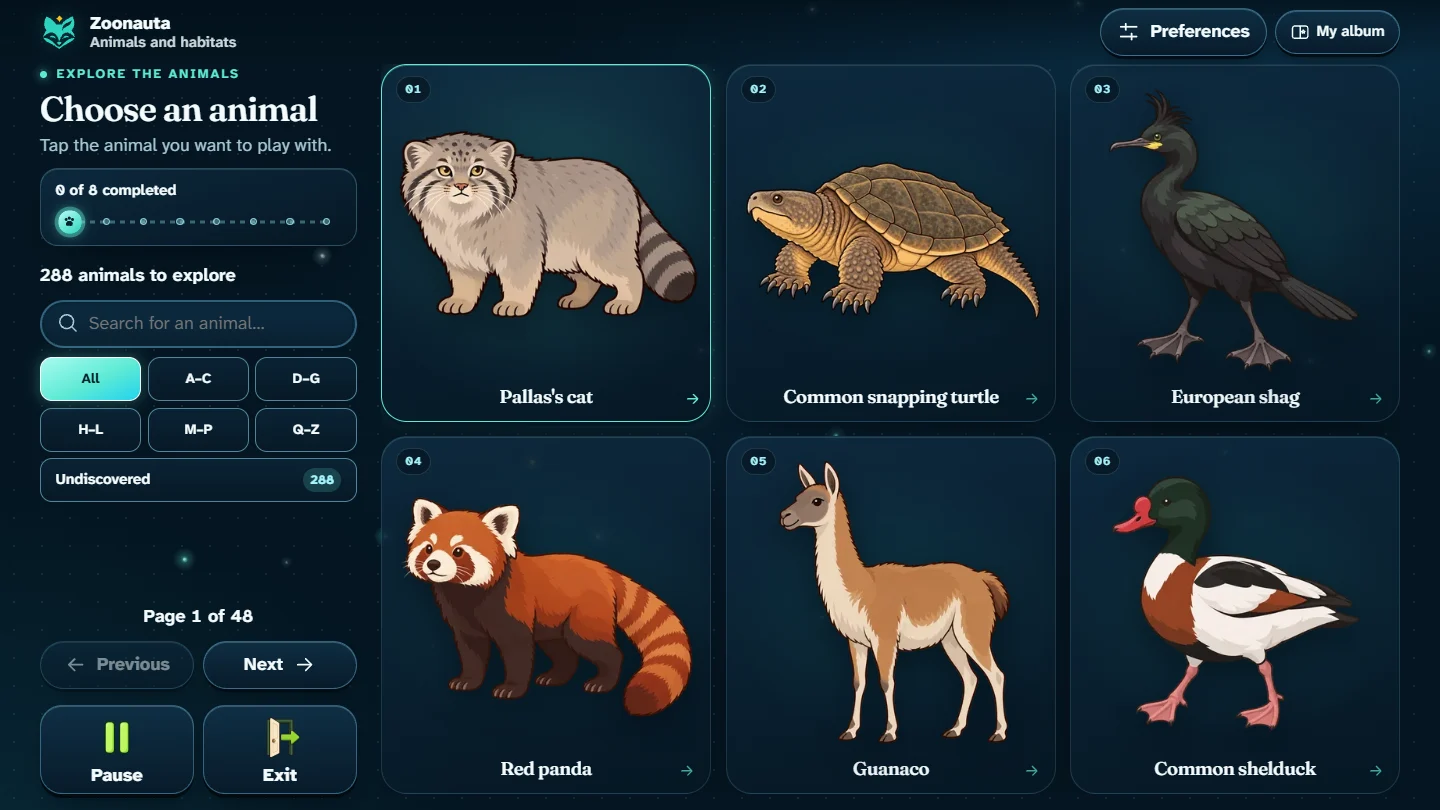 Zoonauta
Animals and habitats
Preferences
My album
EXPLORE THE ANIMALS
Choose an animal
Tap the animal you want to play with.
0 of 8 completed
288 animals to explore
Search for an animal...
All
A–C
D–G
H–L
M–P
Q–Z
Undiscovered
288
Page 1 of 48
Previous
Next
Pause
Exit
01
Pallas's cat
02
Common snapping turtle
03
European shag
04
Red panda
05
Guanaco
06
Common shelduck